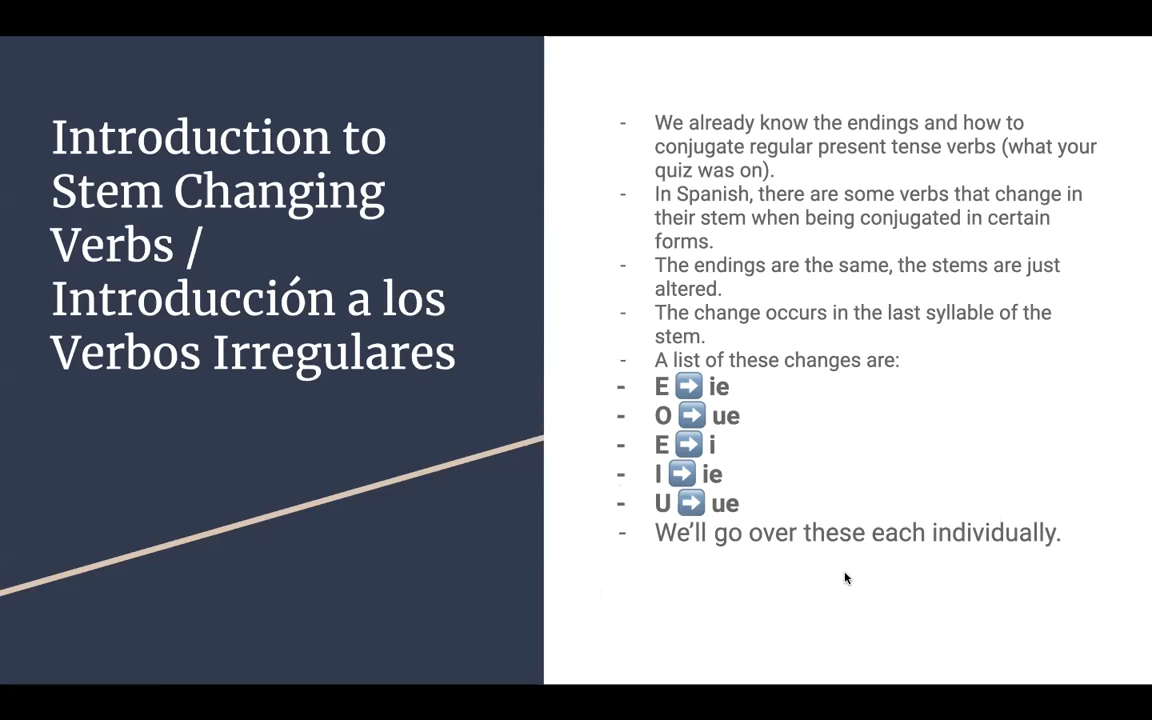 Introduction to
Stem Changing
Verbs /
Introducción a los
Verbos Irregulares
- We already know the endings and how to
conjugate regular present tense verbs (what your
quiz was on).
- In Spanish, there are some verbs that change in
their stem when being conjugated in certain
forms.
- The endings are the same, the stems are just
altered.
- The change occurs in the last syllable of the
stem.
- A list of these changes are:
- E ➡️ ie
- O ➡️ ue
- E ➡️ i
- I ➡️ ie
- U ➡️ ue
- We’ll go over these each individually.